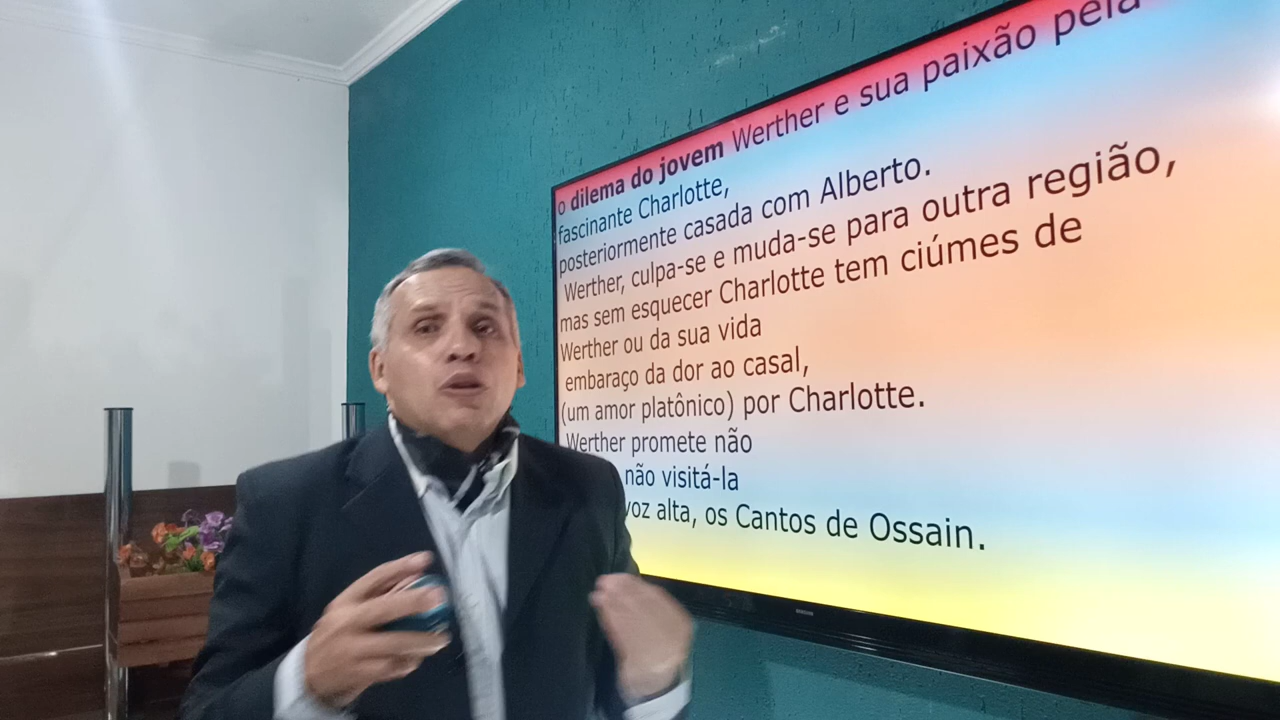 o dilema do jovem Werther e sua paixão pela
fascinante Charlotte,
posteriormente casada com Alberto.
Werther, culpa-se e muda-se para outra região,
mas sem esquecer Charlotte tem ciúmes de
Werther ou da sua vida
embaraço da dor ao casal,
(um amor platônico) por Charlotte.
Werther promete não
não visitá-la
voz alta, os Cantos de Ossain.